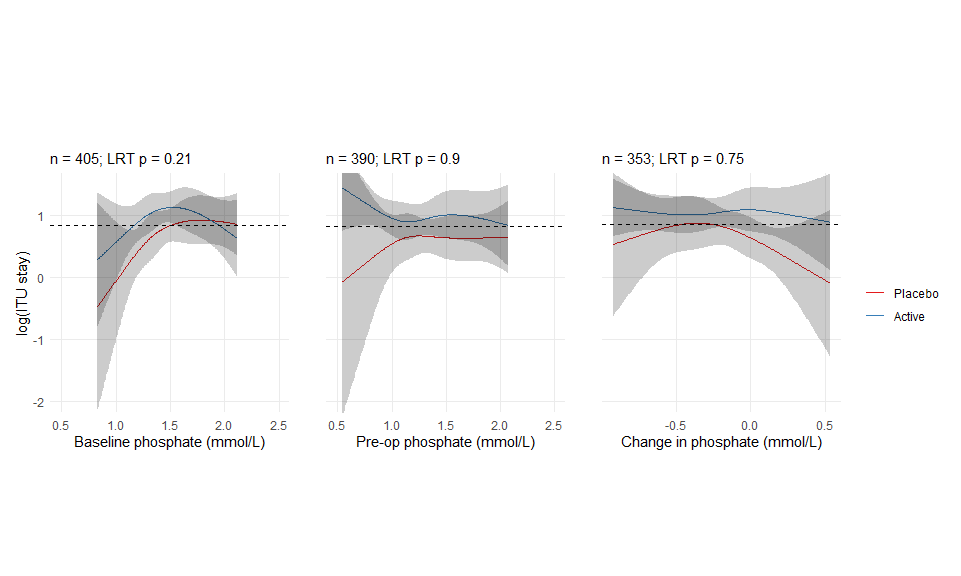 n = 405; LRT p = 0.21
n = 390; LRT p = 0.9
n = 353; LRT p = 0.75
log(ITU stay)
1
0
-1
-2
0.5 1.0 1.5 2.0 2.5
0.5 1.0 1.5 2.0 2.5
-0.5 0.0 0.5
Baseline phosphate (mmol/L)
Pre-op phosphate (mmol/L)
Change in phosphate (mmol/L)
Placebo
Active